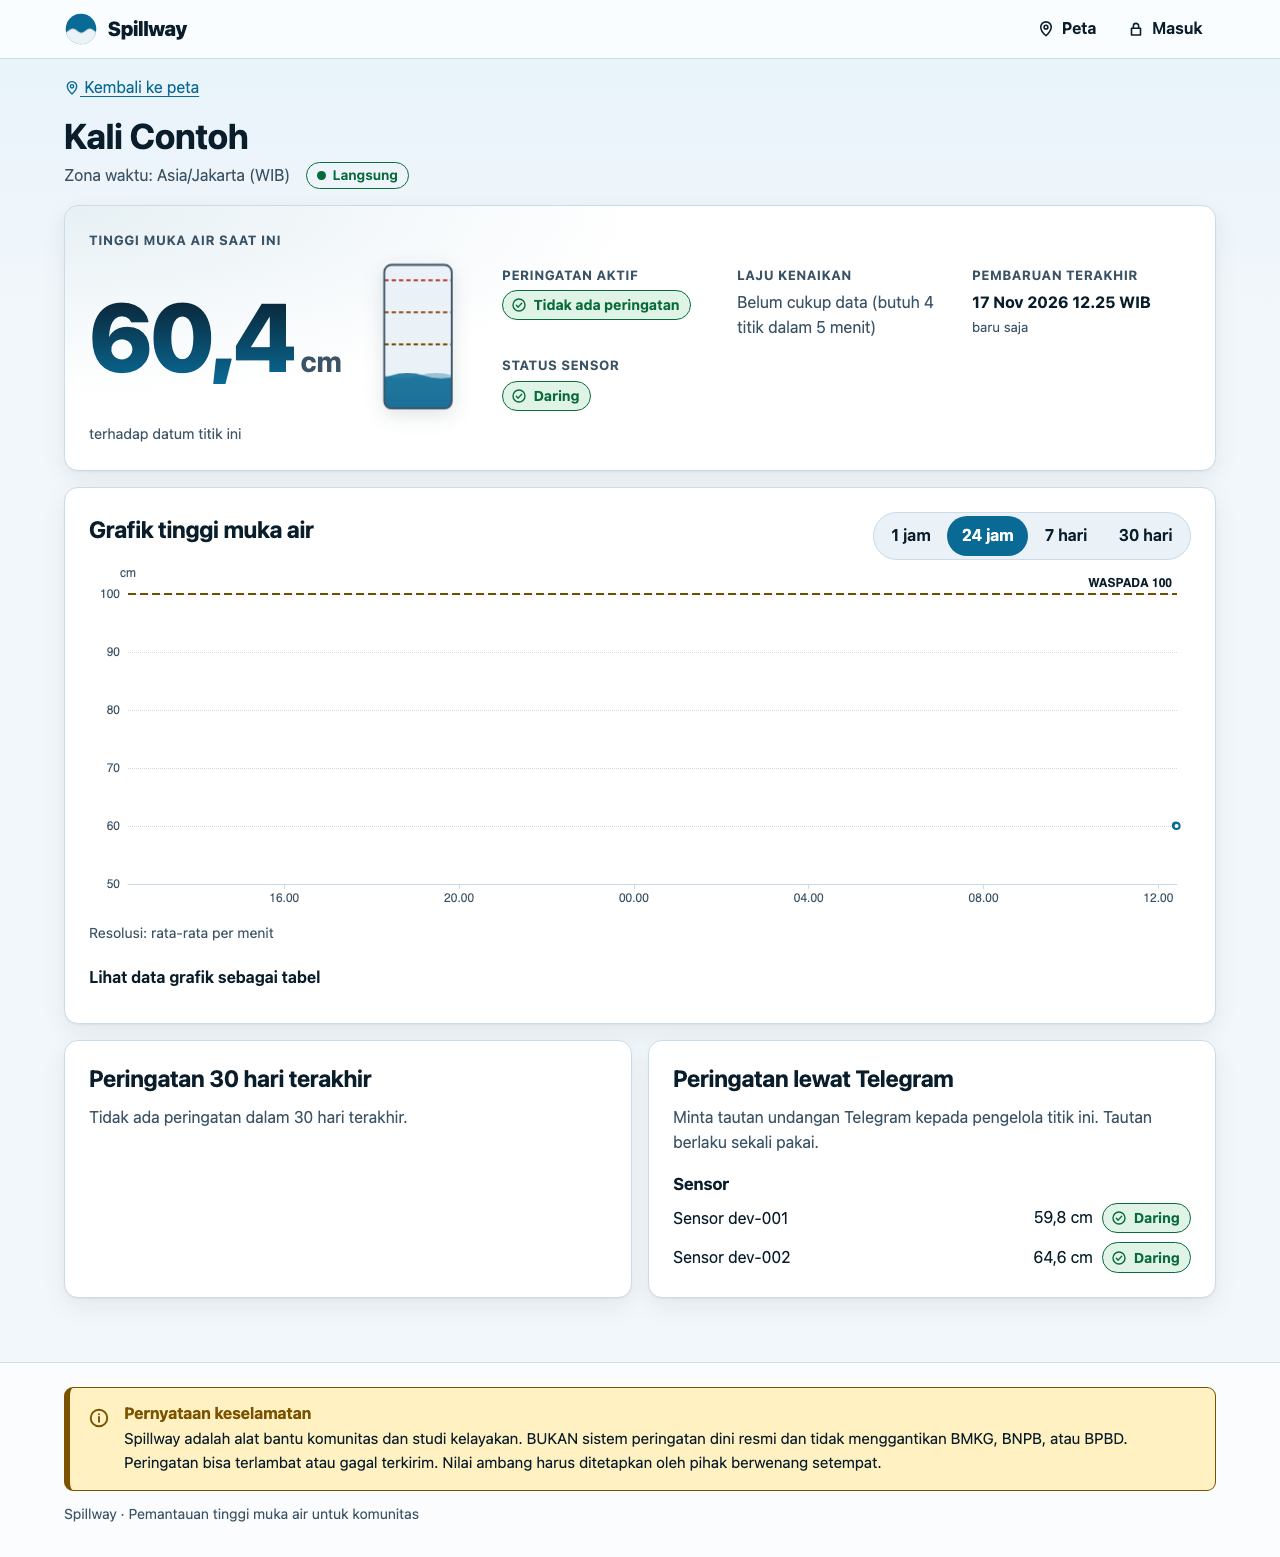 Spillway
Peta
Masuk
Kembali ke peta
Kali Contoh
Zona waktu: Asia/Jakarta (WIB)
Langsung
TINGGI MUKA AIR SAAT INI
60,4 cm
terhadap datum titik ini
PERINGATAN AKTIF
Tidak ada peringatan
LAJU KENAIKAN
Belum cukup data (butuh 4
titik dalam 5 menit)
PEMBARUAN TERAKHIR
17 Nov 2026 12.25 WIB
baru saja
STATUS SENSOR
Daring
Grafik tinggi muka air
1 jam
24 jam
7 hari
30 hari
cm
WASPADA 100
100
90
80
70
60
50
16.00
20.00
00.00
04.00
08.00
12.00
Resolusi: rata-rata per menit
Lihat data grafik sebagai tabel
Peringatan 30 hari terakhir
Tidak ada peringatan dalam 30 hari terakhir.
Peringatan lewat Telegram
Minta tautan undangan Telegram kepada pengelola titik ini. Tautan
berlaku sekali pakai.
Sensor
Sensor dev-001
59,8 cm
Daring
Sensor dev-002
64,6 cm
Daring
Pernyataan keselamatan
Spillway adalah alat bantu komunitas dan studi kelayakan. BUKAN sistem peringatan dini resmi dan tidak menggantikan BMKG, BNPB, atau BPBD.
Peringatan bisa terlambat atau gagal terkirim. Nilai ambang harus ditetapkan oleh pihak berwenang setempat.
Spillway · Pemantauan tinggi muka air untuk komunitas